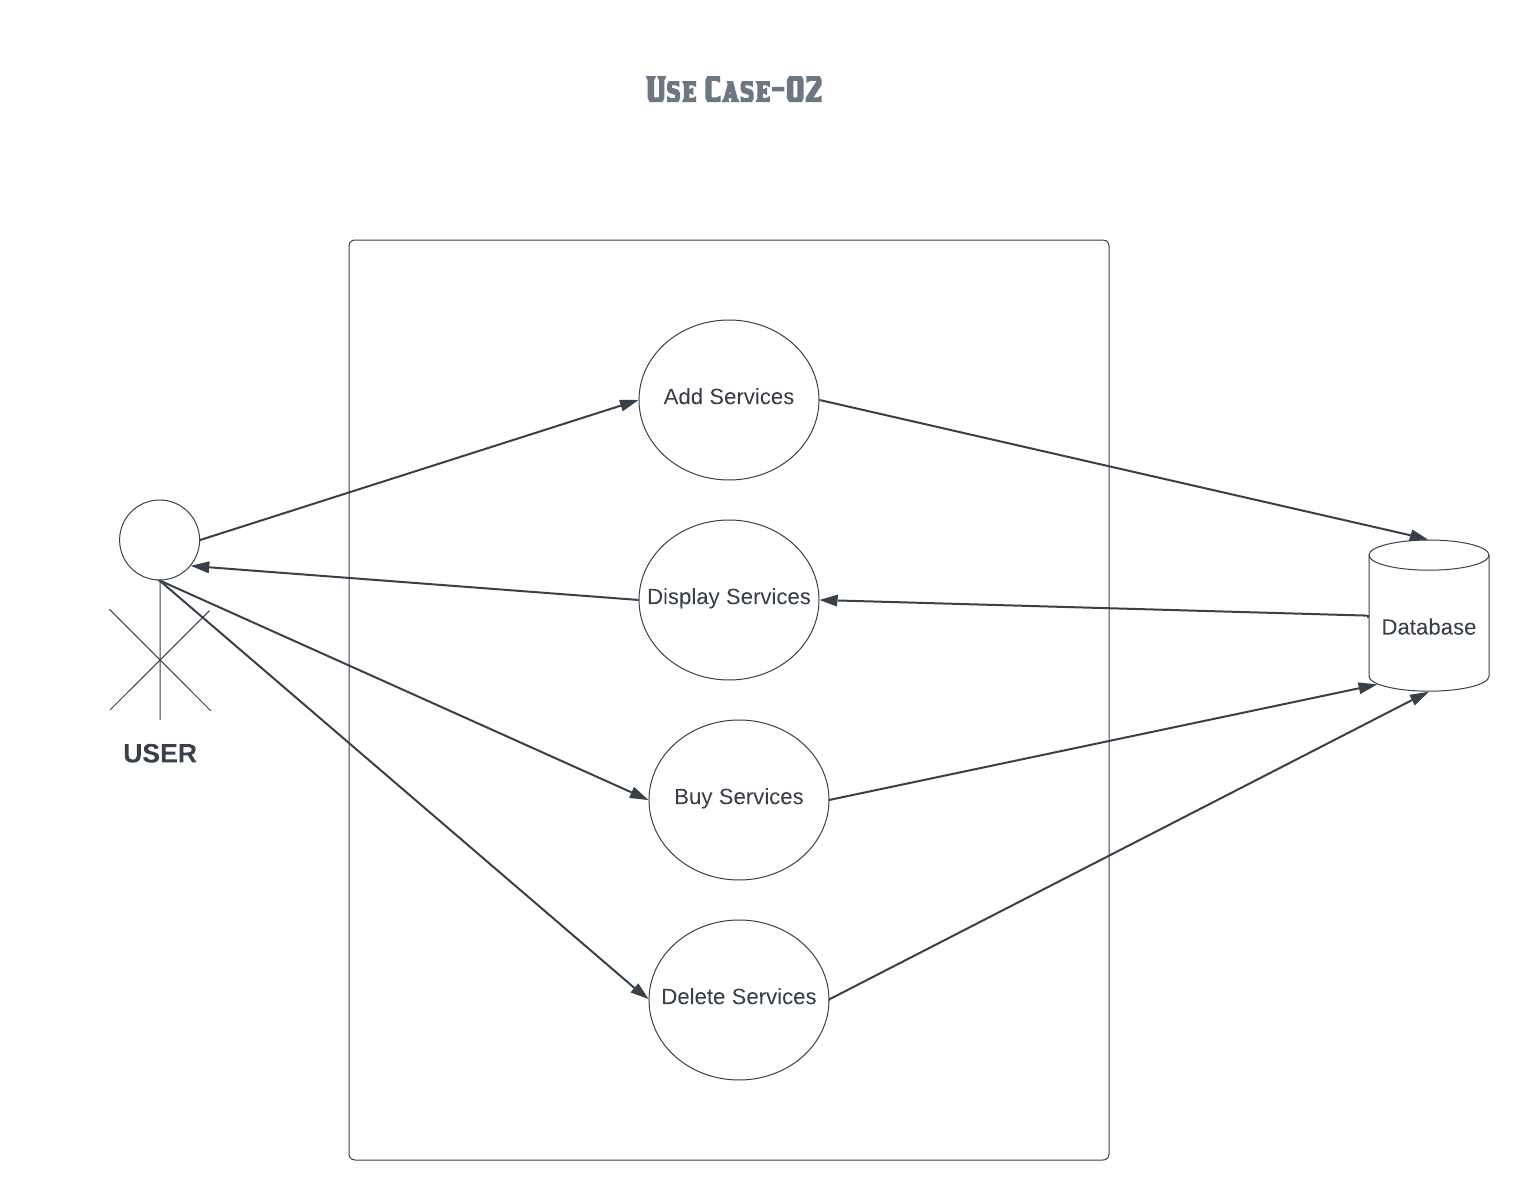 Use Case-02
Add Services
Display Services
Database
USER
Buy Services
Delete Services